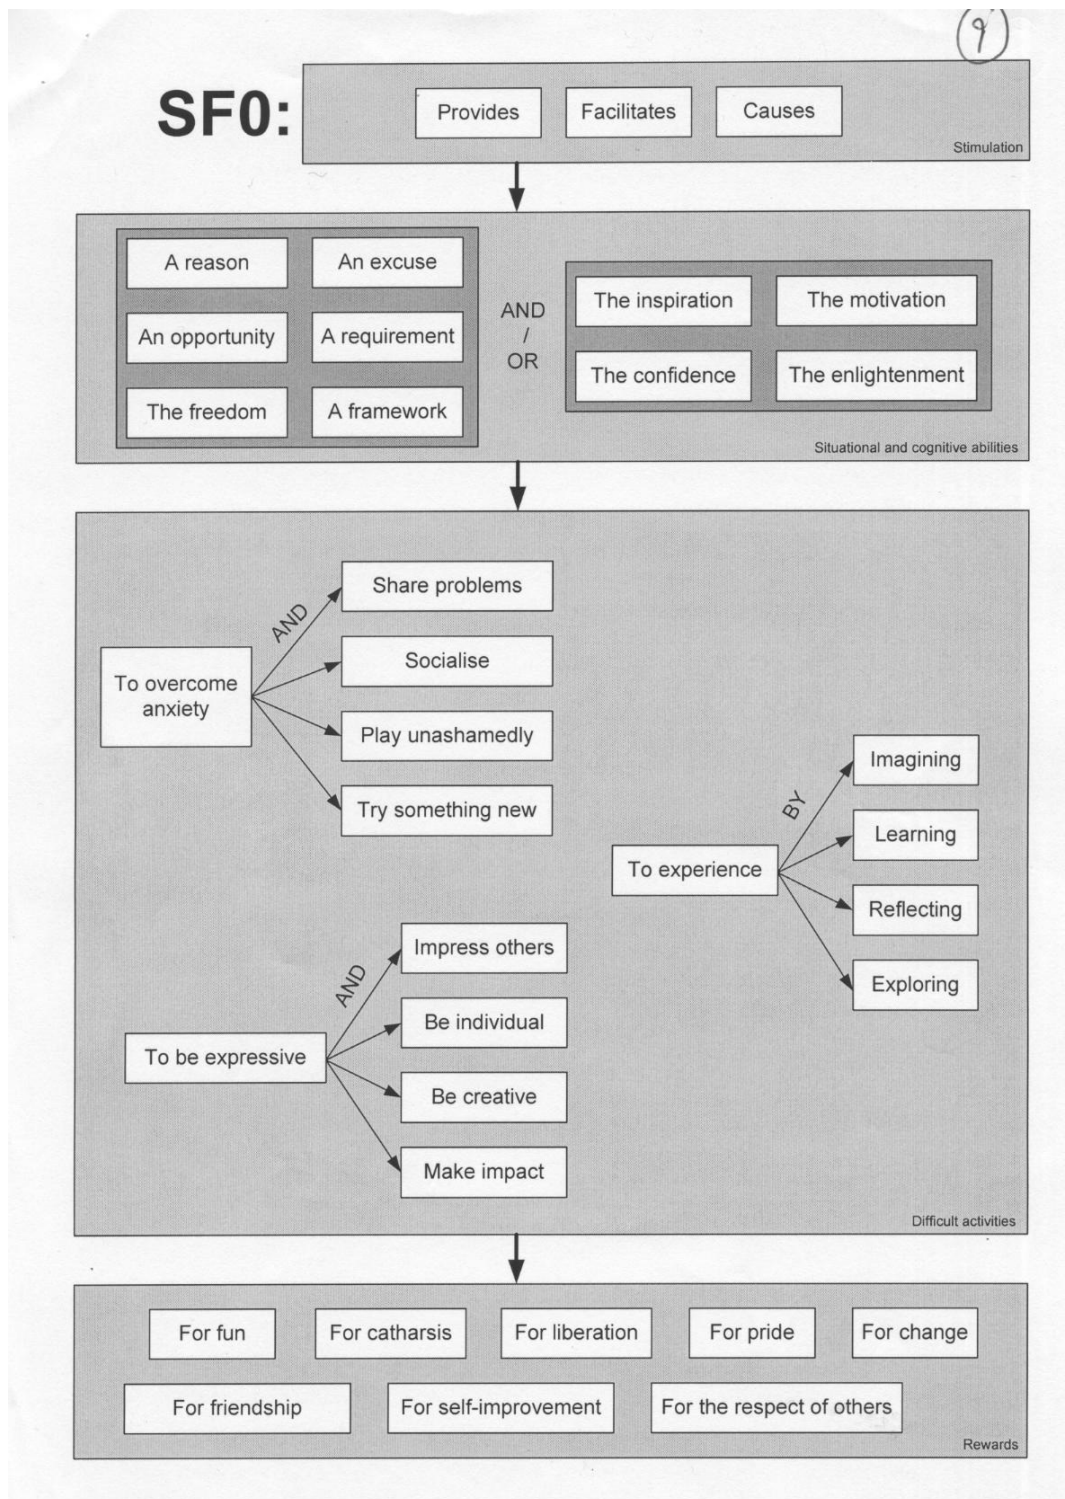 9
SF0:
Provides
Facilitates
Causes
Stimulation
A reason
An excuse
An opportunity
A requirement
The freedom
A framework
AND
/
OR
The inspiration
The motivation
The confidence
The enlightenment
Situational and cognitive abilities
To overcome
anxiety
AND
Share problems
Socialise
Play unashamedly
Try something new
To experience
BY
Imagining
Learning
Reflecting
Exploring
To be expressive
AND
Impress others
Be individual
Be creative
Make impact
Difficult activities
For fun
For catharsis
For liberation
For pride
For change
For friendship
For self-improvement
For the respect of others
Rewards